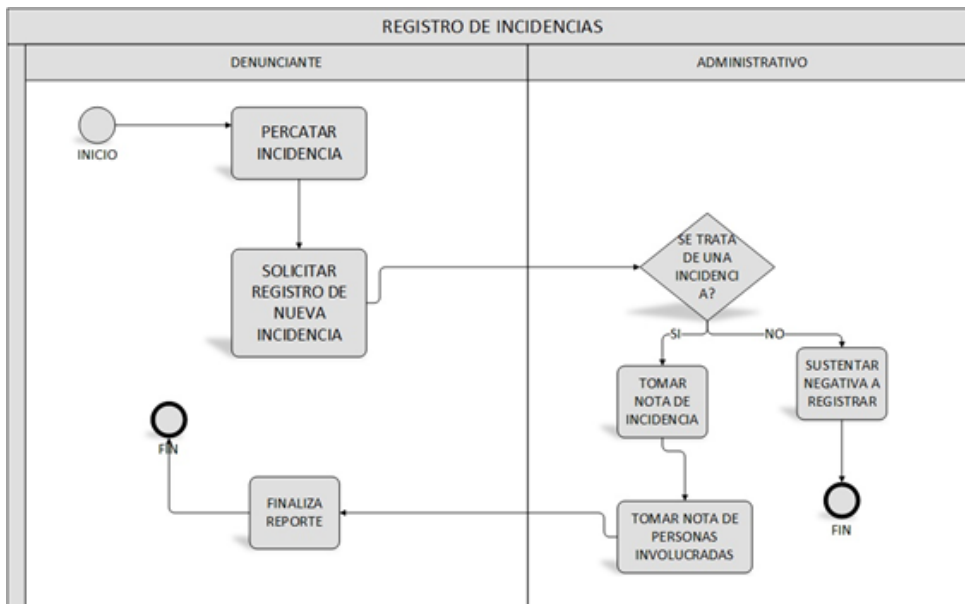 REGISTRO DE INCIDENCIAS
DENUNCIANTE
ADMINISTRATIVO
INICIO
PERCATAR
INCIDENCIA
SOLICITAR
REGISTRO DE
NUEVA
INCIDENCIA
SE TRATA
DE UNA
INCIDENCI
A?
SI
NO
TOMAR
NOTA DE
INCIDENCIA
SUSTENTAR
NEGATIVA A
REGISTRAR
FIN
FINALIZA
REPORTE
TOMAR NOTA DE
PERSONAS
INVOLUCRADAS
FIN